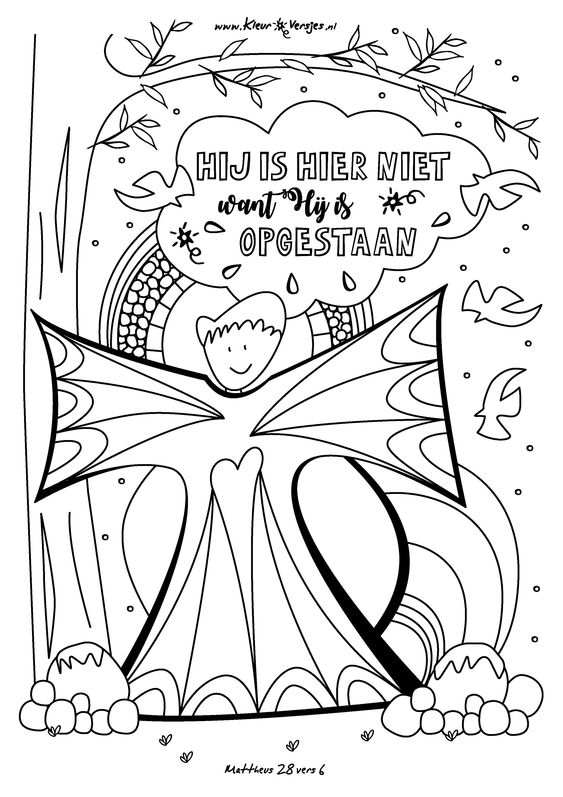 www.Kleur Versjes.nl
HIJ IS HIER NIET
want Hij is
OPGESTAAN
Mattheus 28 vers 6